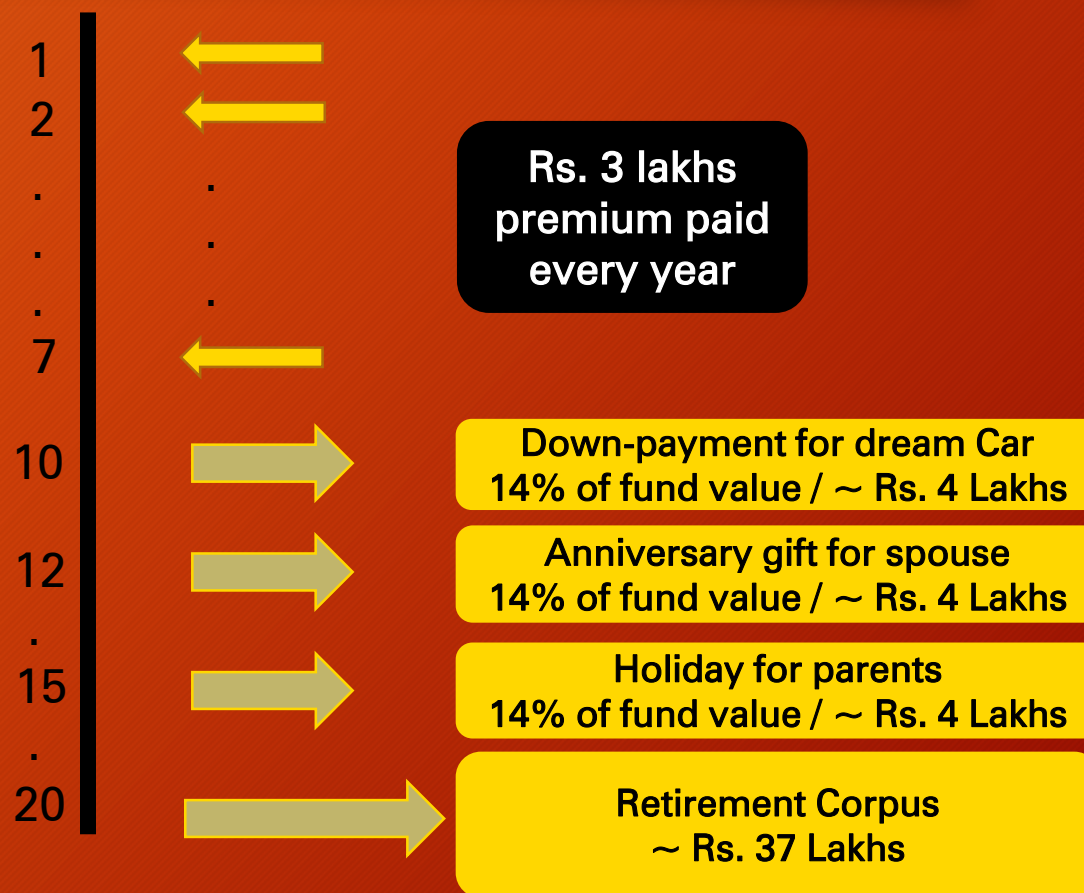 1
2
.
.
.
.
.
.
Rs. 3 lakhs
premium paid
every year
7
10
Down-payment for dream Car
14% of fund value / ~ Rs. 4 Lakhs
12
Anniversary gift for spouse
14% of fund value / ~ Rs. 4 Lakhs
.
15
Holiday for parents
14% of fund value / ~ Rs. 4 Lakhs
.
20
Retirement Corpus
~ Rs. 37 Lakhs